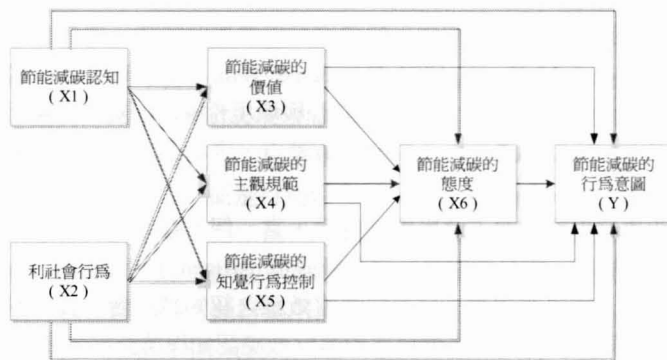 節能減碳認知
( X1 )
利社會行為
( X2 )
節能減碳的
價值
( X3 )
節能減碳的
主觀規範
( X4 )
節能減碳的
知覺行為控制
( X5 )
節能減碳的
態度
( X6 )
節能減碳的
行為意圖
( Y )